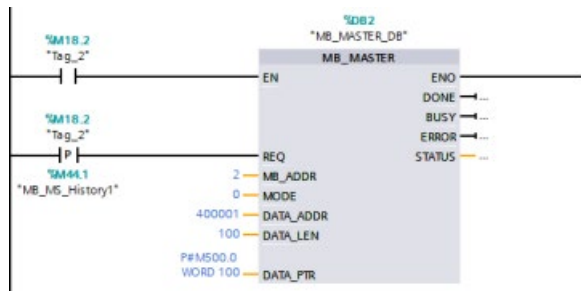 %DB2
"MB_MASTER_DB"
%M18.2
"Tag_2"
MB_MASTER
EN
ENO
DONE
...
BUSY
...
ERROR
...
STATUS
...
%M18.2
"Tag_2"
P
%M44.1
"MB_MS_History1"
REQ
2
MB_ADDR
0
MODE
400001
DATA_ADDR
100
DATA_LEN
P#M500.0
WORD 100
DATA_PTR